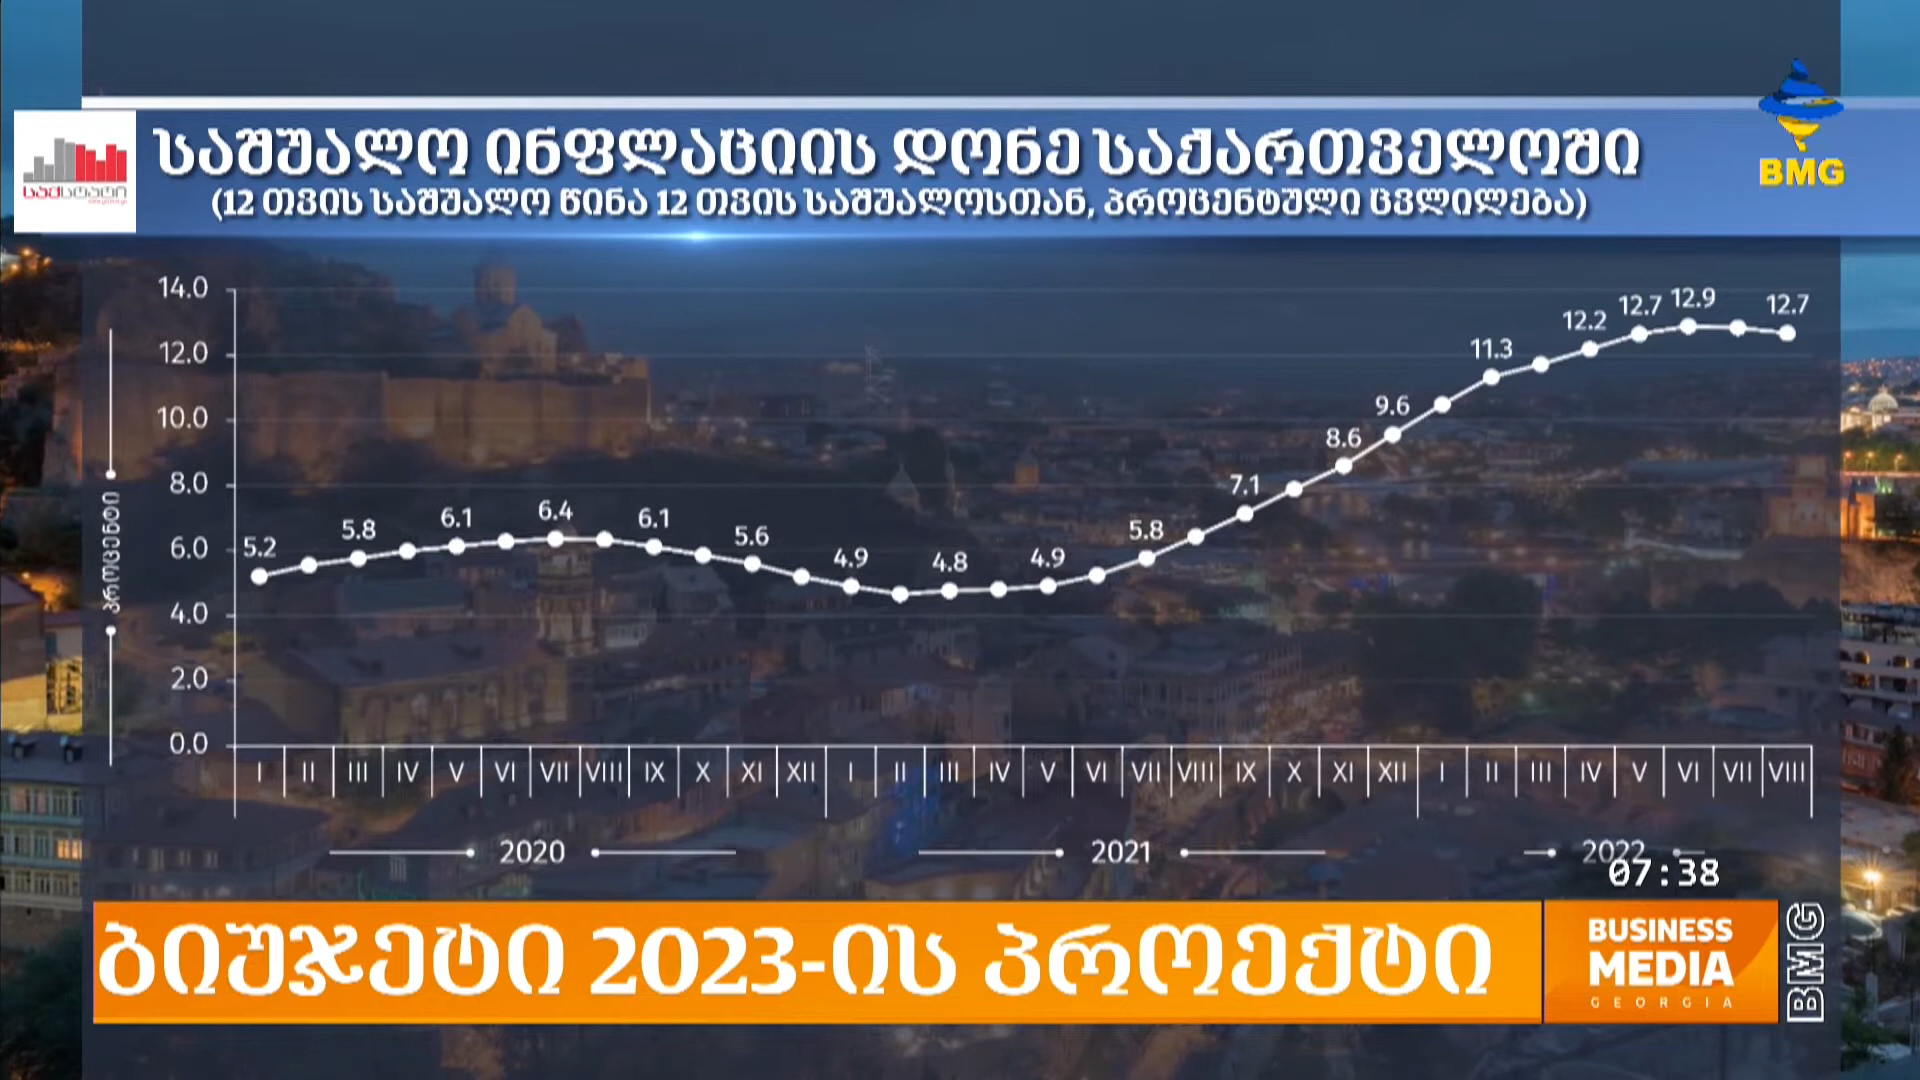 საშუალო ინფლაციის დონე საქართველოში
(12 თვის საშუალო წინა 12 თვის საშუალოსთან, პროცენტული ცვლილება)
საქსტატი
BMG
14.0
12.0
10.0
8.0
6.0
4.0
2.0
0.0
პროცენტი
5.2 5.8 6.1 6.4 6.1 5.6 4.9 4.8 4.9 5.8 7.1 8.6 9.6 11.3 12.2 12.7 12.9 12.7
I II III IV V VI VII VIII IX X XI XII I II III IV V VI VII VIII IX X XI XII I II III IV V VI VII VIII
2020 2021 2022
07:38
ბიუჯეტი 2023-ის პროექტი
BUSINESS
MEDIA
GEORGIA
BMG